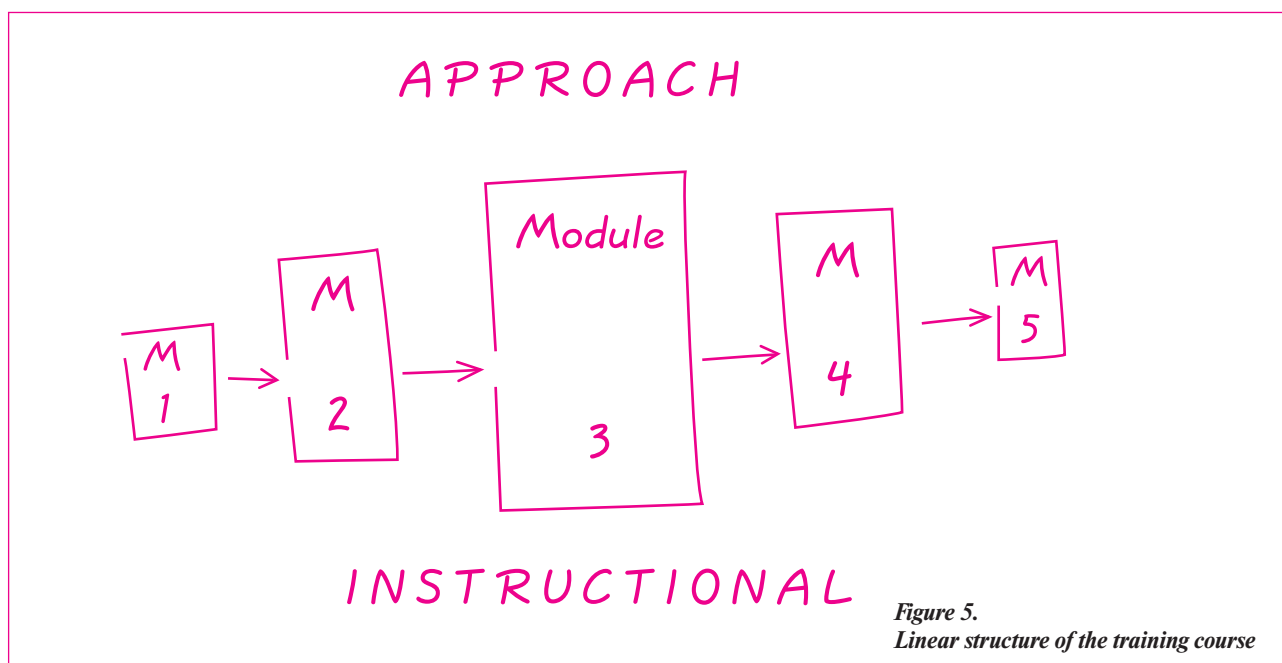 APPROACH
M
1
M
2
Module
3
M
4
M
5
INSTRUCTIONAL
Figure 5.
Linear structure of the training course